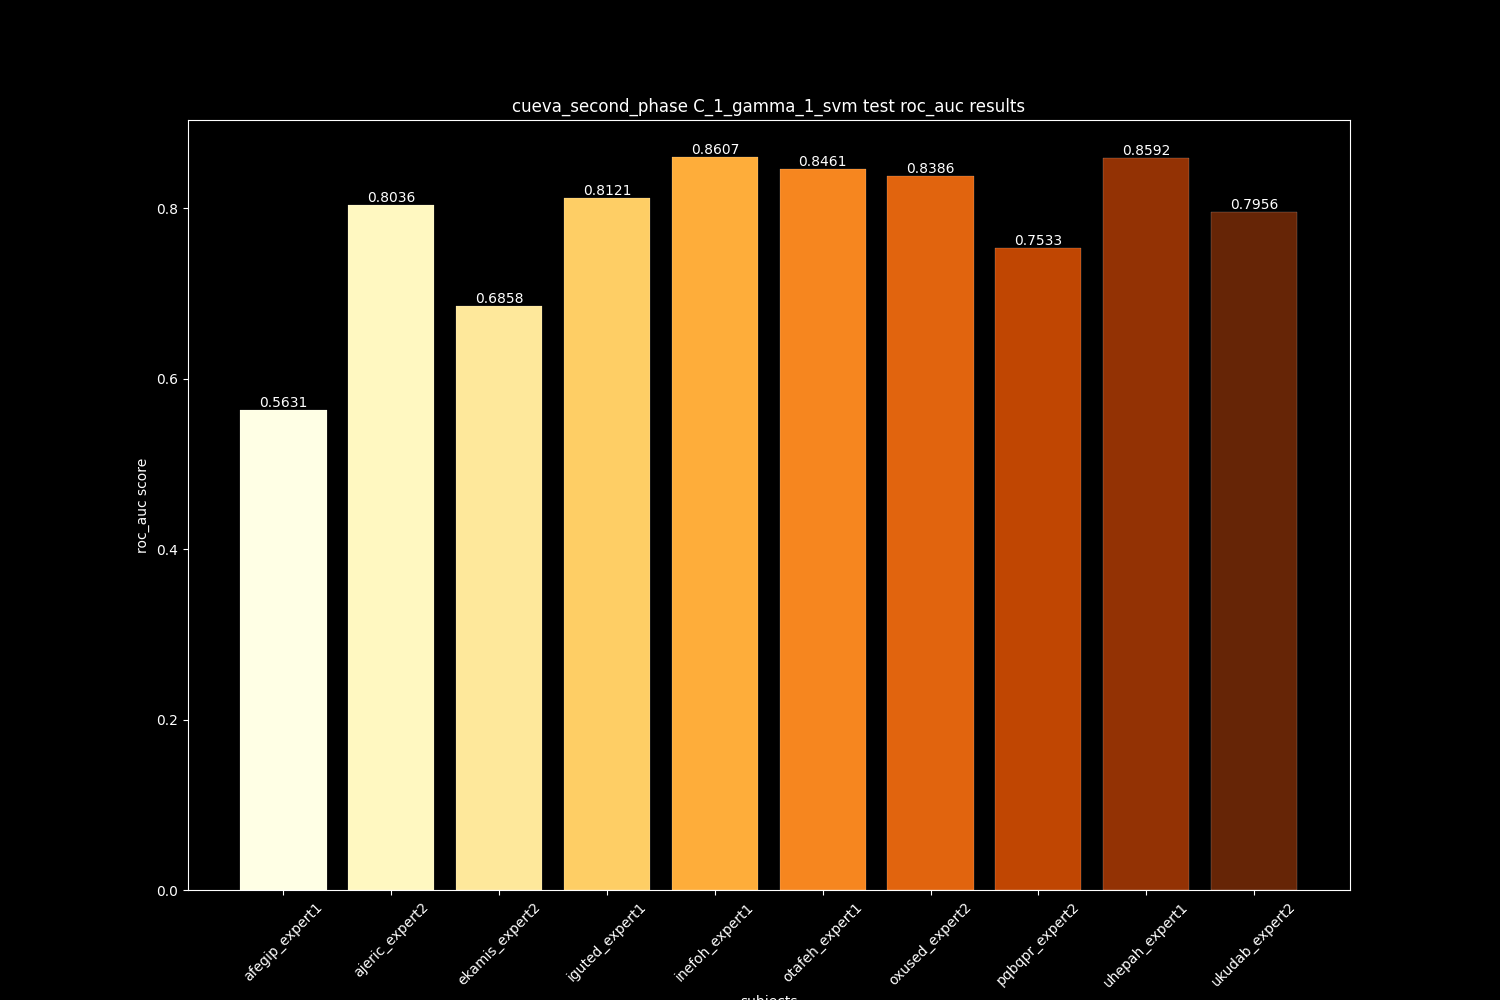 cueva_second_phase C_1_gamma_1_svm test roc_auc results
0.8607
0.8592
0.8461
0.8386
0.8121
0.8036
0.7956
0.7533
0.6858
0.5631
0.8
0.6
0.4
0.2
0.0
roc_auc score
afegip_expert1
ajeric_expert2
ekamis_expert2
iguted_expert1
inefoh_expert1
otafeh_expert1
oxused_expert2
pqbqpr_expert2
uhepah_expert1
ukudab_expert2
subjects